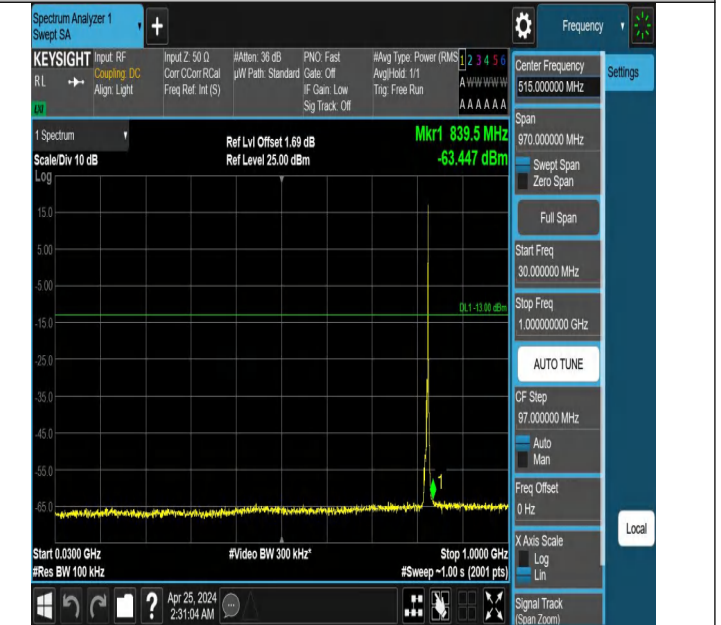 Spectrum Analyzer 1
Swept SA
+
Frequency
KEYSIGHT
RL
LXI
Input: RF
Coupling: DC
Align: Light
Input Z: 50 Ω
Corr CCorr RCal
Freq Ref: Int (S)
#Atten: 36 dB
µW Path: Standard
PNO: Fast
Gate: Off
IF Gain: Low
Sig Track: Off
#Avg Type: Power (RMS
Avg|Hold: 1/1
Trig: Free Run
1 2 3 4 5 6
A W W W W W
A A A A A A
1 Spectrum
Scale/Div 10 dB
Log
Ref Lvl Offset 1.69 dB
Ref Level 25.00 dBm
Mkr1 839.5 MHz
-63.447 dBm
15.0
5.00
-5.00
DL1 -13.00 dBm
-15.0
-25.0
-35.0
-45.0
-55.0
1
-65.0
Start 0.0300 GHz
#Res BW 100 kHz
#Video BW 300 kHz*
Stop 1.0000 GHz
#Sweep ~1.00 s (2001 pts)
?
Apr 25, 2024
2:31:04 AM
Center Frequency
515.000000 MHz
Settings
Span
970.000000 MHz
Swept Span
Zero Span
Full Span
Start Freq
30.000000 MHz
Stop Freq
1.000000000 GHz
AUTO TUNE
CF Step
97.000000 MHz
Auto
Man
Freq Offset
0 Hz
Local
X Axis Scale
Log
Lin
Signal Track
(Span Zoom)